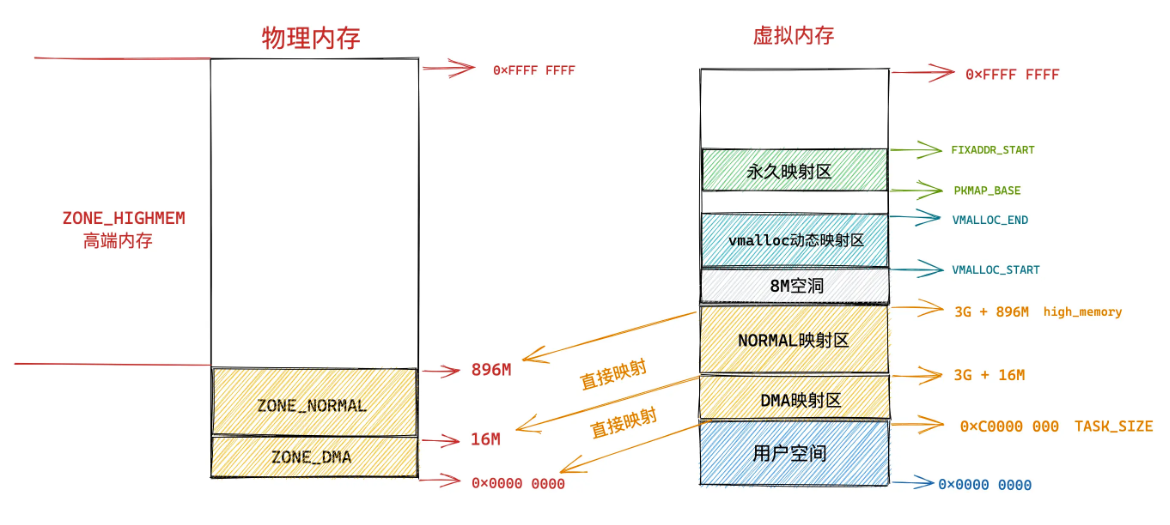 物理内存
0×FFFF FFFF
ZONE_HIGHMEM
高端内存
896M
ZONE_NORMAL
16M
ZONE_DMA
0×0000 0000
直接映射
直接映射
虚拟内存
0×FFFF FFFF
FIXADDR_START
永久映射区
PKMAP_BASE
VMALLOC_END
vmalloc动态映射区
VMALLOC_START
8M空洞
3G + 896M high_memory
NORMAL映射区
3G + 16M
DMA映射区
0×C0000 000 TASK_SIZE
用户空间
0×0000 0000